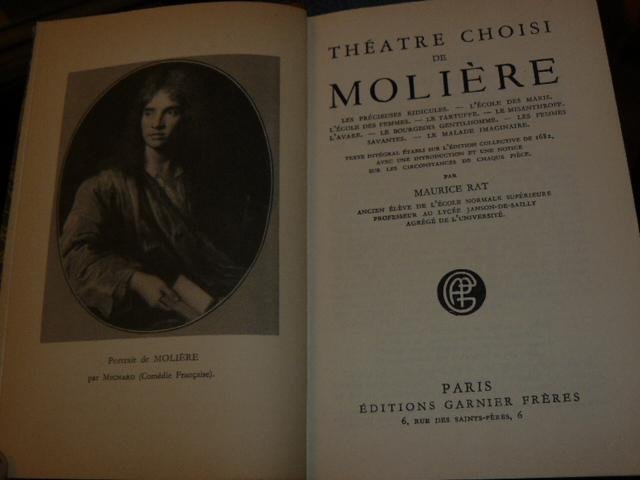 Portrait de MOLIÈRE
par MIGNARD (Comédie Française).
THÉATRE CHOISI
DE
MOLIÈRE
LES PRÉCIEUSES RIDICULES. — L'ÉCOLE DES MARIS.
L'ÉCOLE DES FEMMES. — LE TARTUFFE. — LE MISANTHROPE.
L'AVARE. — LE BOURGEOIS GENTILHOMME. — LES FEMMES
SAVANTES. — LE MALADE IMAGINAIRE.
TEXTE INTÉGRAL ÉTABLI SUR L'ÉDITION COLLECTIVE DE 1682,
AVEC UNE INTRODUCTION ET UNE NOTICE
SUR LES CIRCONSTANCES DE CHAQUE PIÈCE.
PAR
MAURICE RAT
ANCIEN ÉLÈVE DE L'ÉCOLE NORMALE SUPÉRIEURE
PROFESSEUR AU LYCÉE JANSON-DE-SAILLY
AGRÉGÉ DE L'UNIVERSITÉ.
PARIS
ÉDITIONS GARNIER FRÈRES
6, RUE DES SAINTS-PÈRES, 6